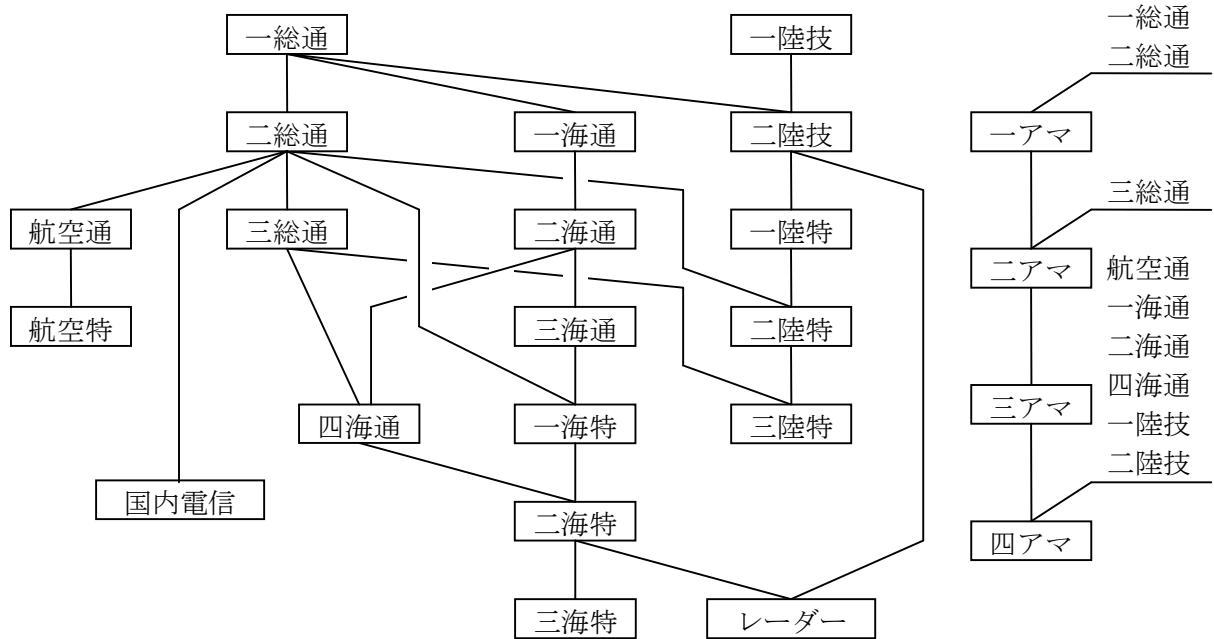 一総通
一陸技
一総通
二総通
二総通
一海通
二陸技
一アマ
航空通
三総通
二海通
一陸特
三総通
二アマ
航空通
一海通
二海通
四海通
一陸技
二陸技
航空特
三海通
二陸特
四海通
一海特
三陸特
三アマ
国内電信
二海特
四アマ
三海特
レーダー